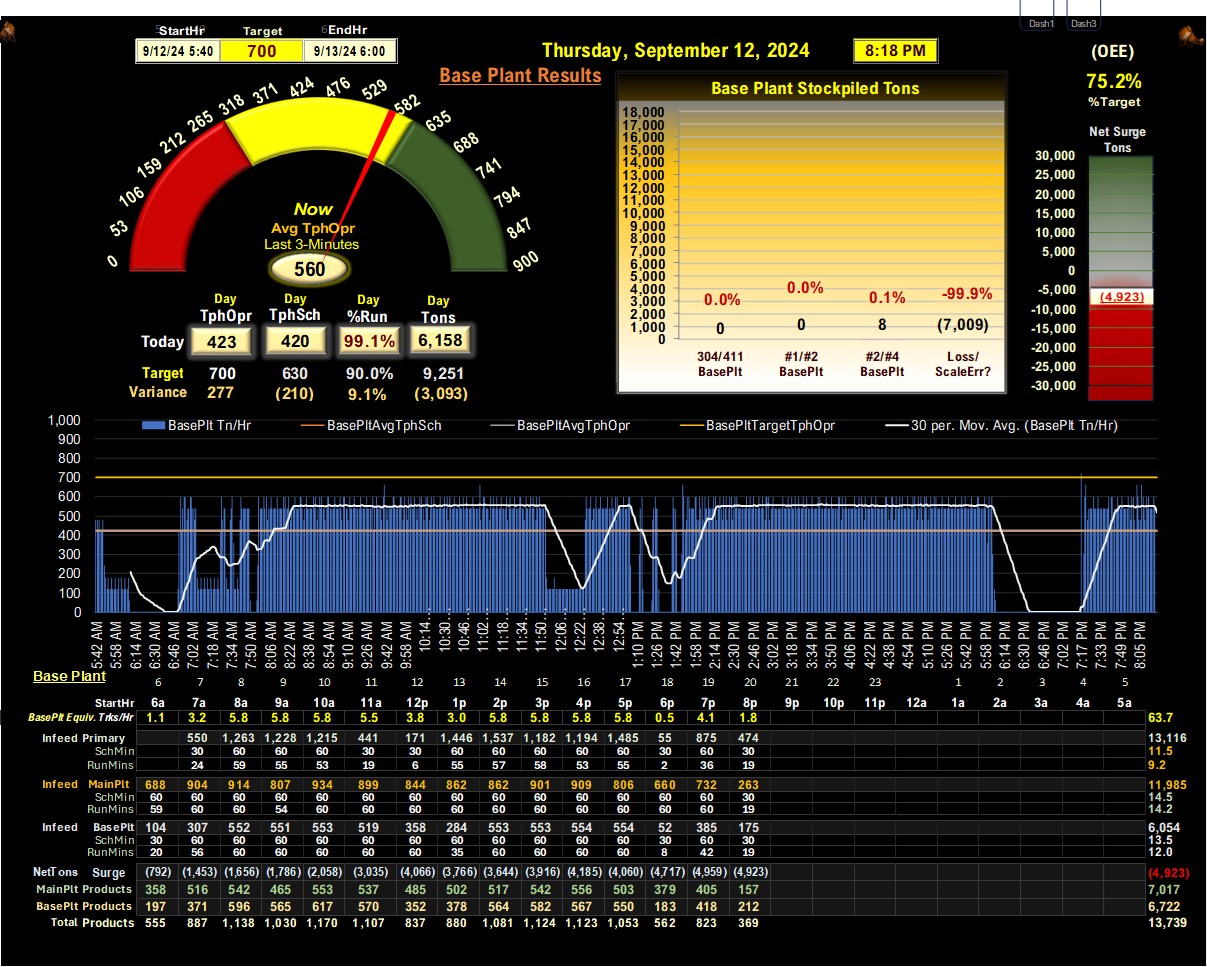 Dash1 Dash3
StartHr Target EndHr
9/12/24 5:40 700 9/13/24 6:00
Thursday, September 12, 2024 8:18 PM
(OEE)
75.2%
%Target
Base Plant Results
Base Plant Stockpiled Tons
0 53 106 159 212 265 318 371 424 476 529 582 635 688 741 794 847 900
Now
Avg TphOpr
Last 3-Minutes
560
18,000
17,000
16,000
15,000
14,000
13,000
12,000
11,000
10,000
9,000
8,000
7,000
6,000
5,000
4,000
3,000
2,000
1,000
0
0.0% 0.0% 0.1% -99.9%
0 0 8 (7,009)
304/411 #1/#2 #2/#4 Loss/
BasePlt BasePlt BasePlt ScaleErr?
Net Surge
Tons
30,000
25,000
20,000
15,000
10,000
5,000
0
-5,000
-10,000
-15,000
-20,000
-25,000
-30,000
(4,923)
Day Day Day Day
TphOpr TphSch %Run Tons
Today 423 420 99.1% 6,158
Target 700 630 90.0% 9,251
Variance 277 (210) 9.1% (3,093)
BasePlt Tn/Hr BasePltAvgTphSch BasePltAvgTphOpr BasePltTargetTphOpr 30 per. Mov. Avg. (BasePlt Tn/Hr)
1,000
900
800
700
600
500
400
300
200
100
0
5:42 AM 5:58 AM 6:14 AM 6:30 AM 6:46 AM 7:02 AM 7:18 AM 7:34 AM 7:50 AM 8:06 AM 8:22 AM 8:38 AM 8:54 AM 9:10 AM 9:26 AM 9:42 AM 9:58 AM 10:14... 10:30... 10:46... 11:02... 11:18... 11:34... 11:50... 12:06... 12:22... 12:38... 12:54... 1:10 PM 1:26 PM 1:42 PM 1:58 PM 2:14 PM 2:30 PM 2:46 PM 3:02 PM 3:18 PM 3:34 PM 3:50 PM 4:06 PM 4:22 PM 4:38 PM 4:54 PM 5:10 PM 5:26 PM 5:42 PM 5:58 PM 6:14 PM 6:30 PM 6:46 PM 7:02 PM 7:17 PM 7:33 PM 7:49 PM 8:05 PM
Base Plant
6 7 8 9 10 11 12 13 14 15 16 17 18 19 20 21 22 23 1 2 3 4 5
StartHr 6a 7a 8a 9a 10a 11a 12p 1p 2p 3p 4p 5p 6p 7p 8p 9p 10p 11p 12a 1a 2a 3a 4a 5a
BasePlt Equiv. Trks/Hr 1.1 3.2 5.8 5.8 5.8 5.5 3.8 3.0 5.8 5.8 5.8 5.8 0.5 4.1 1.8 63.7
Infeed Primary 550 1,263 1,228 1,215 441 171 1,446 1,537 1,182 1,194 1,485 55 875 474 13,116
SchMin 30 60 60 60 30 30 60 60 60 60 60 30 60 30 11.5
RunMins 24 59 55 53 19 6 55 57 58 53 55 2 36 19 9.2
Infeed MainPlt 688 904 914 807 934 899 844 862 862 901 909 806 660 732 263 11,985
SchMin 60 60 60 60 60 60 60 60 60 60 60 60 60 60 30 14.5
RunMins 59 60 60 54 60 60 60 60 60 60 60 60 60 60 19 14.2
Infeed BasePlt 104 307 552 551 553 519 358 284 553 553 554 554 52 385 175 6,054
SchMin 30 60 60 60 60 60 60 60 60 60 60 60 30 60 30 13.5
RunMins 20 56 60 60 60 60 60 35 60 60 60 60 8 42 19 12.0
NetTons Surge (792) (1,453) (1,656) (1,786) (2,058) (3,035) (4,066) (3,766) (3,644) (3,916) (4,185) (4,060) (4,717) (4,959) (4,923) (4,923)
MainPlt Products 358 516 542 465 553 537 485 502 517 542 556 503 379 405 157 7,017
BasePlt Products 197 371 596 565 617 570 352 378 564 582 567 550 183 418 212 6,722
Total Products 555 887 1,138 1,030 1,170 1,107 837 880 1,081 1,124 1,123 1,053 562 823 369 13,739